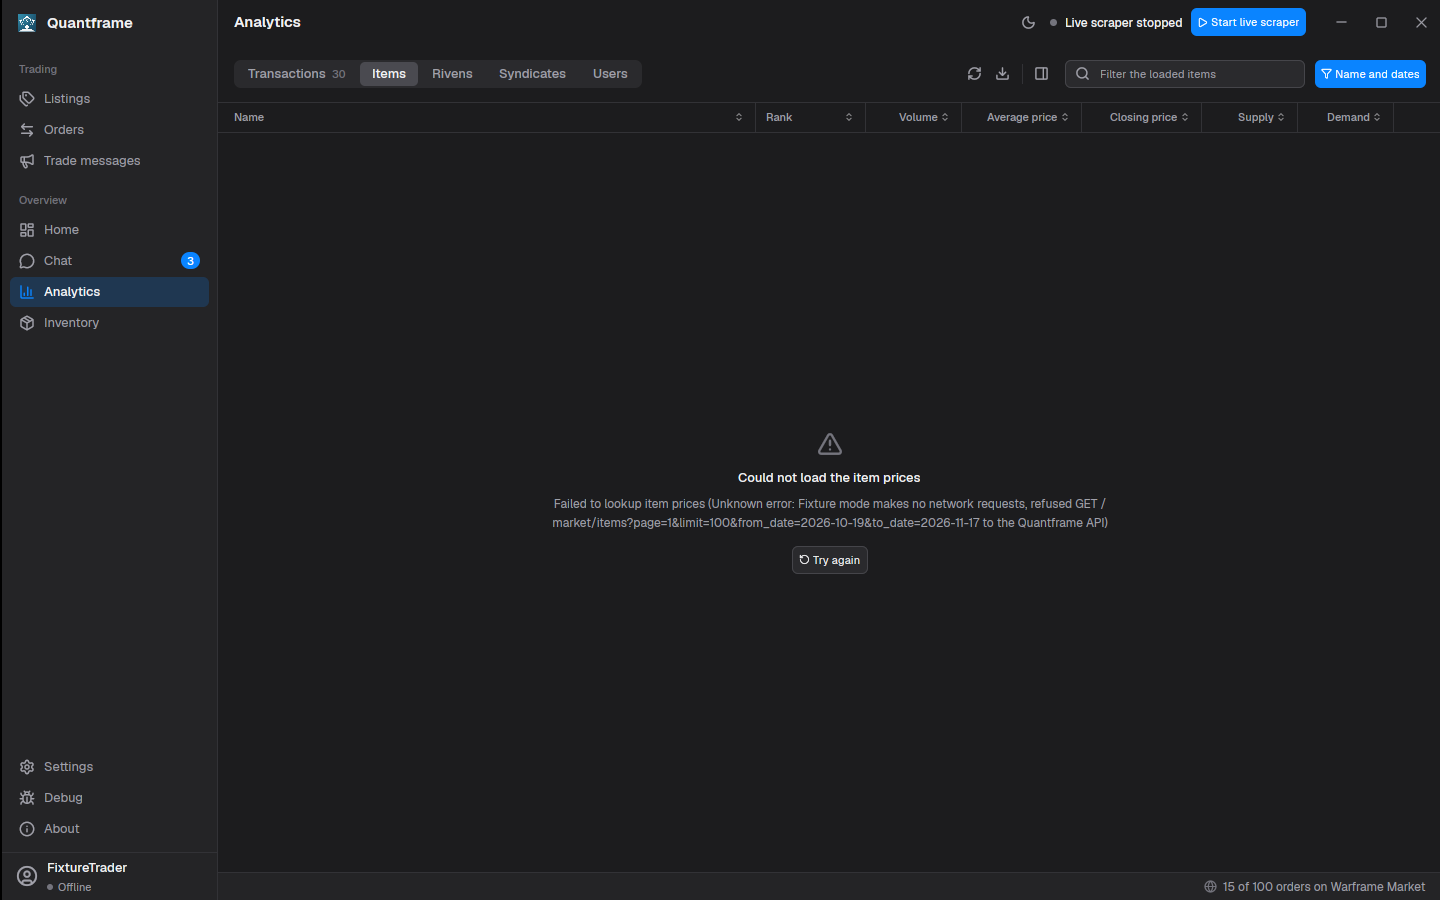 Quantframe
Analytics
Live scraper stopped
Start live scraper
Trading
Listings
Orders
Trade messages
Overview
Home
Chat
3
Analytics
Inventory
Transactions 30
Items
Rivens
Syndicates
Users
Filter the loaded items
Name and dates
Name
Rank
Volume
Average price
Closing price
Supply
Demand
Could not load the item prices
Failed to lookup item prices (Unknown error: Fixture mode makes no network requests, refused GET /
market/items?page=1&limit=100&from_date=2026-10-19&to_date=2026-11-17 to the Quantframe API)
Try again
Settings
Debug
About
FixtureTrader
Offline
15 of 100 orders on Warframe Market